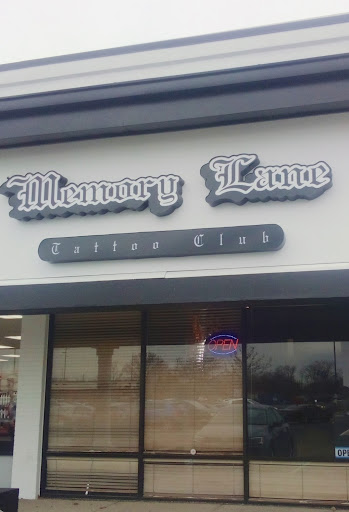 Memory Lane
Tattoo Club
OPEN